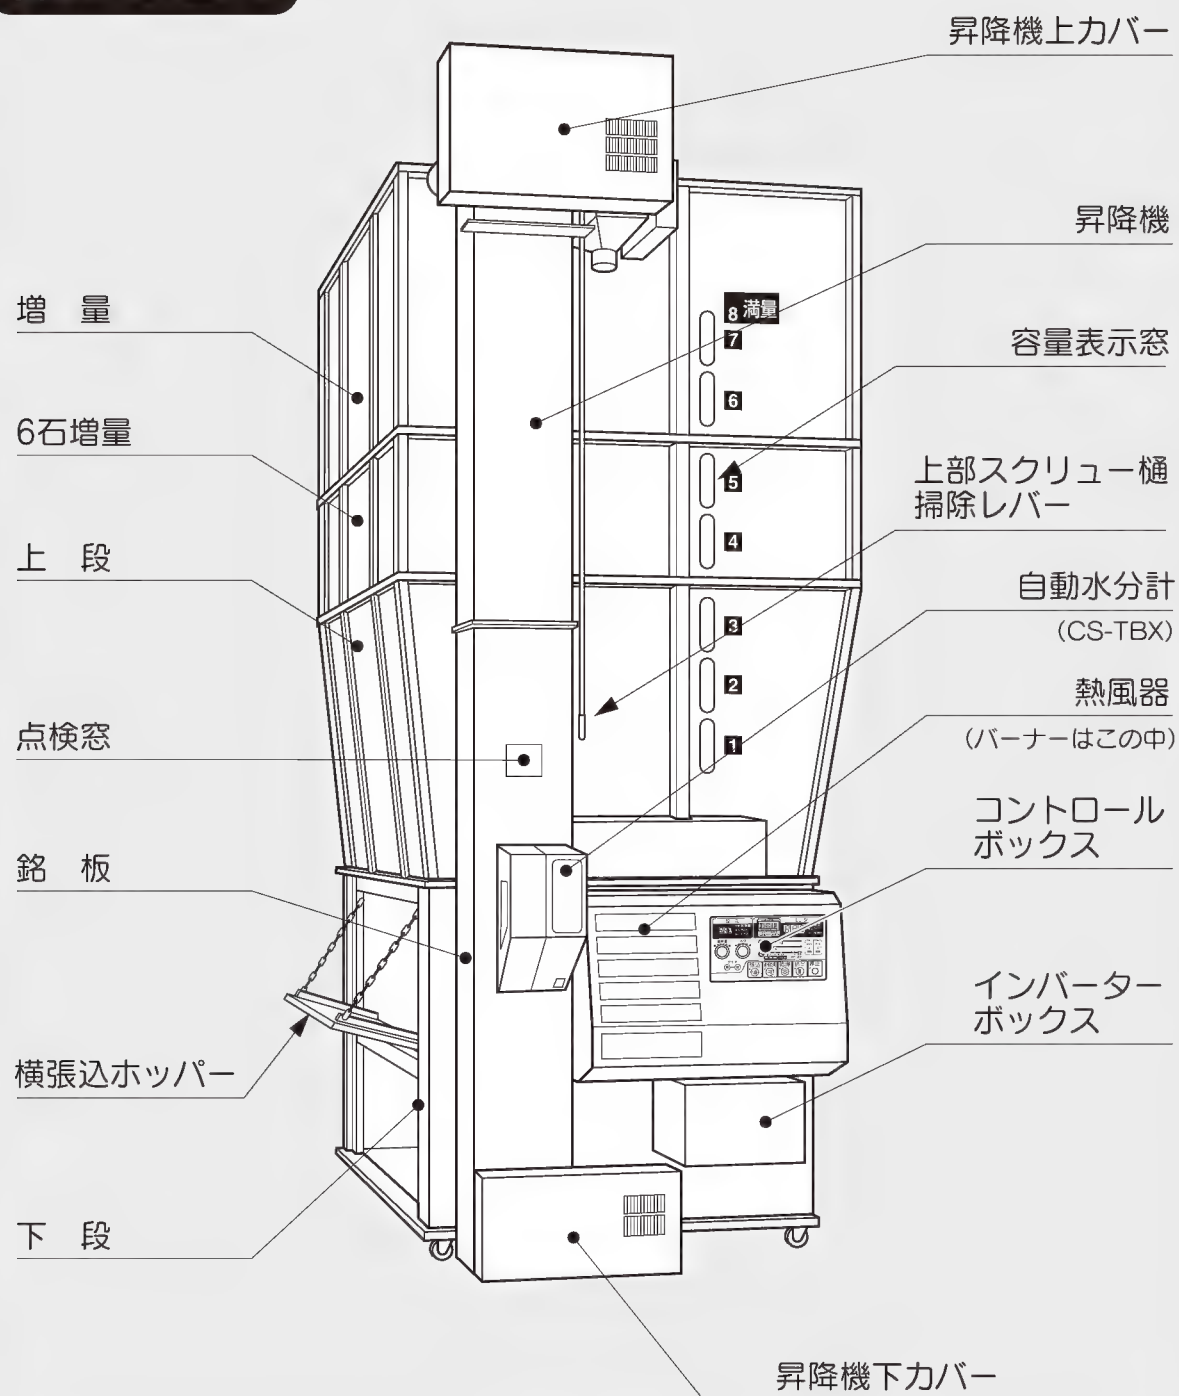 昇降機上カバー
昇降機
増　量
8 満量
7
容量表示窓
6
6石増量
上部スクリュー樋
掃除レバー
5
4
上　段
自動水分計
(CS-TBX)
3
熱風器
(バーナーはこの中)
2
点検窓
1
コントロール
ボックス
銘　板
インバーター
ボックス
横張込ホッパー
下　段
昇降機下カバー